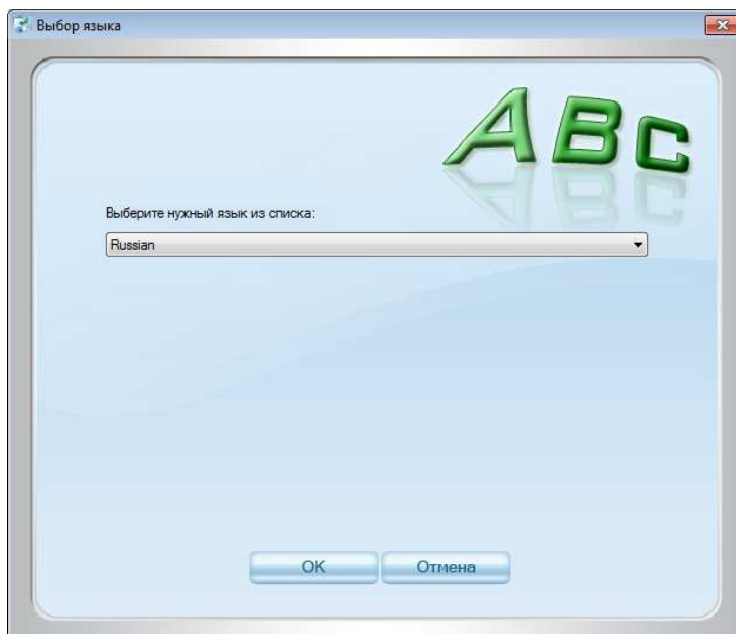 Выбор языка
ABC
Выберите нужный язык из списка:
Russian
OK
Отмена